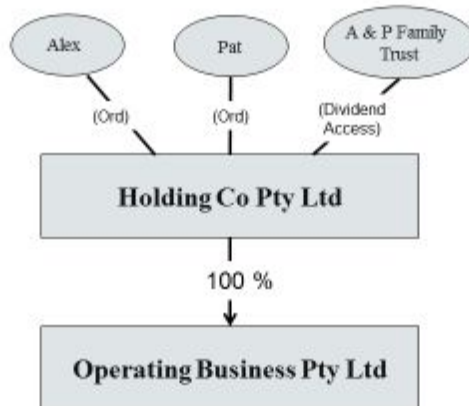 Alex
Pat
A & P Family
Trust
(Ord)
(Ord)
(Dividend
Access)
Holding Co Pty Ltd
100 %
Operating Business Pty Ltd